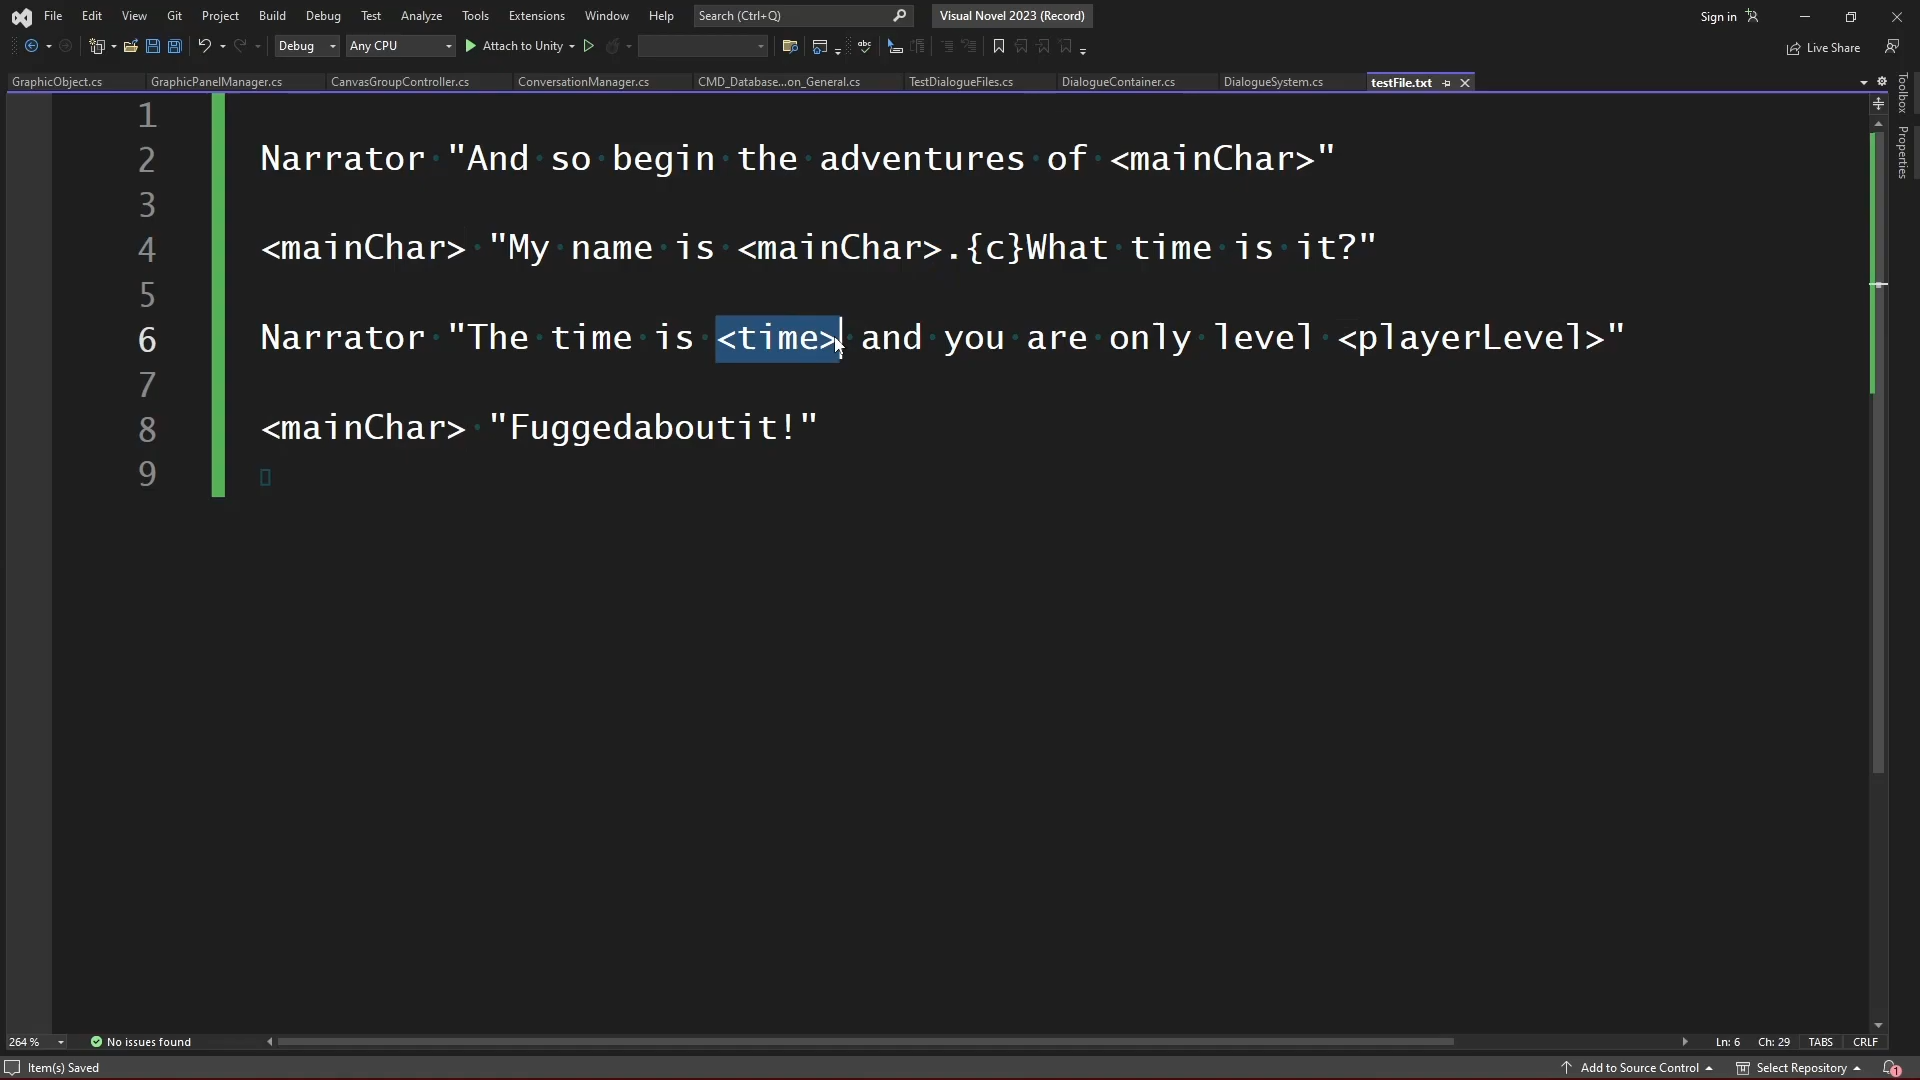 File Edit View Git Project Build Debug Test Analyze Tools Extensions Window Help Search (Ctrl+Q) Visual Novel 2023 (Record) Sign in
Debug Any CPU Attach to Unity abc Live Share
GraphicObject.cs GraphicPanelManager.cs CanvasGroupController.cs ConversationManager.cs CMD_Database...on_General.cs TestDialogueFiles.cs DialogueContainer.cs DialogueSystem.cs testFile.txt
Toolbox
Properties
1
2 Narrator "And so begin the adventures of <mainChar>"
3
4 <mainChar> "My name is <mainChar>.{c}What time is it?"
5
6 Narrator "The time is <time> and you are only level <playerLevel>"
7
8 <mainChar> "Fuggedaboutit!"
9
264 % No issues found Ln: 6 Ch: 29 TABS CRLF
Item(s) Saved Add to Source Control Select Repository 1